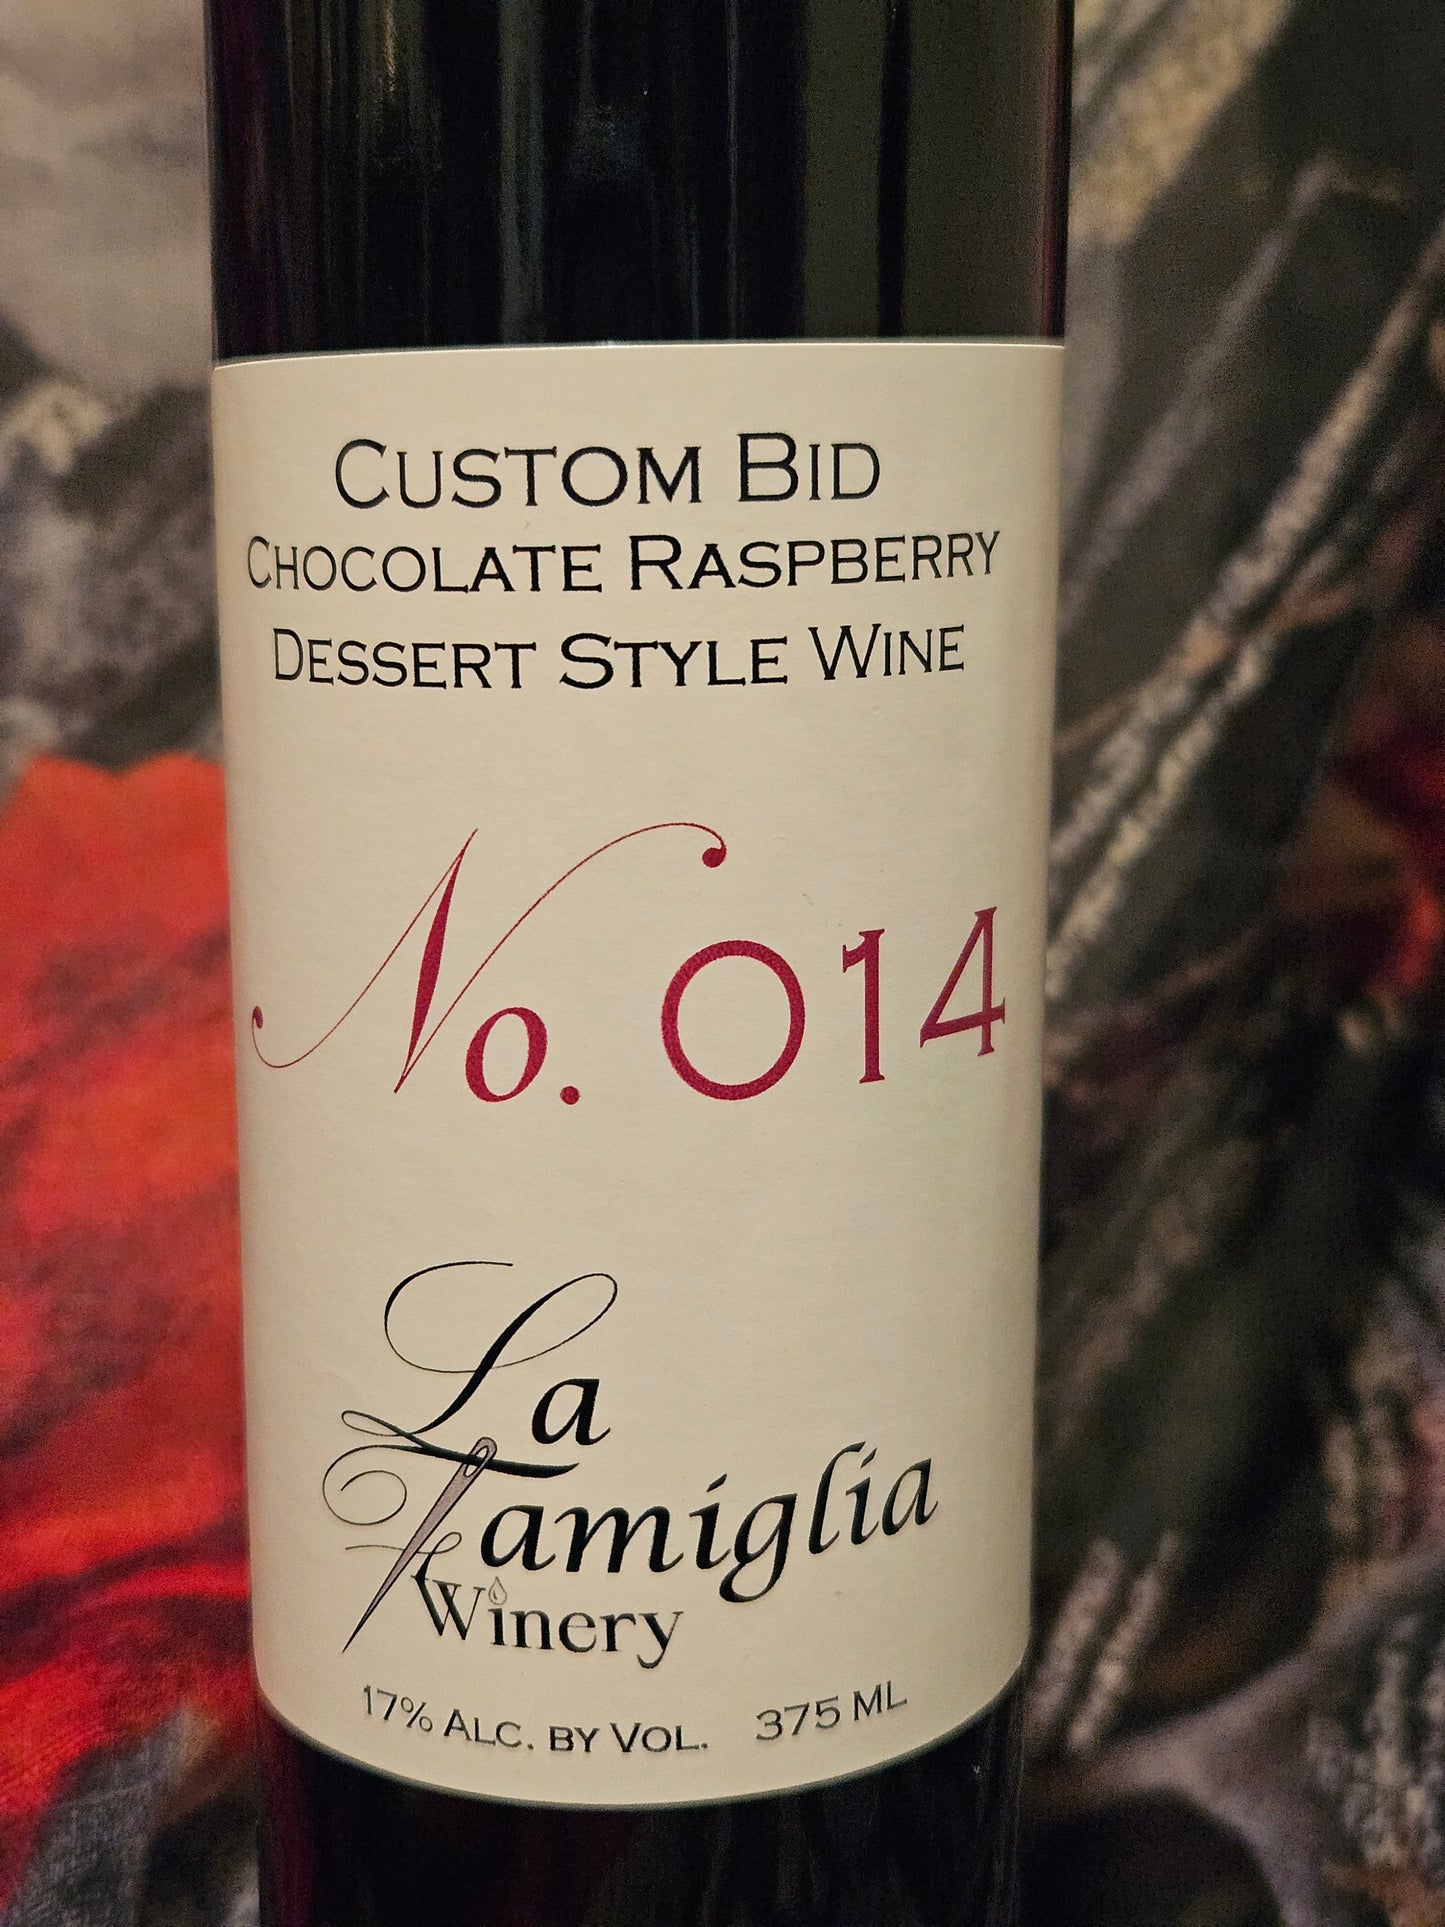 Custom Bid
Chocolate Raspberry
Dessert Style Wine
No. 014
La
Famiglia
Winery
17% Alc. by Vol. 375 ML